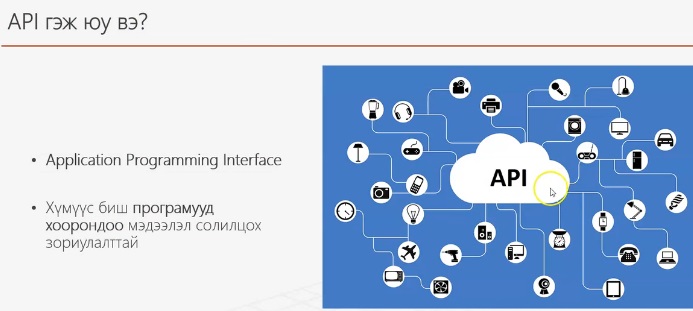 API гэж юу вэ?
• Application Programming Interface
• Хүмүүс биш програмууд
хоорондоо мэдээлэл солилцох
зориулалттай
API